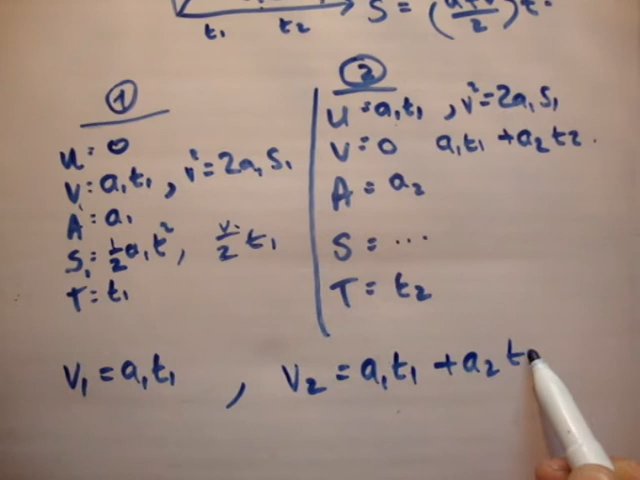 t₁ t₂ S = (u+v/2)t.
①
u = 0
v = a₁t₁, v² = 2a₁S₁
A = a₁
S₁ = ½a₁t², v/2 t₁
T = t₁
②
u = a₁t₁, v² = 2a₁S₁
v = 0 a₁t₁ + a₂t₂.
A = a₂
S = ...
T = t₂
v₁ = a₁t₁, v₂ = a₁t₁ + a₂t